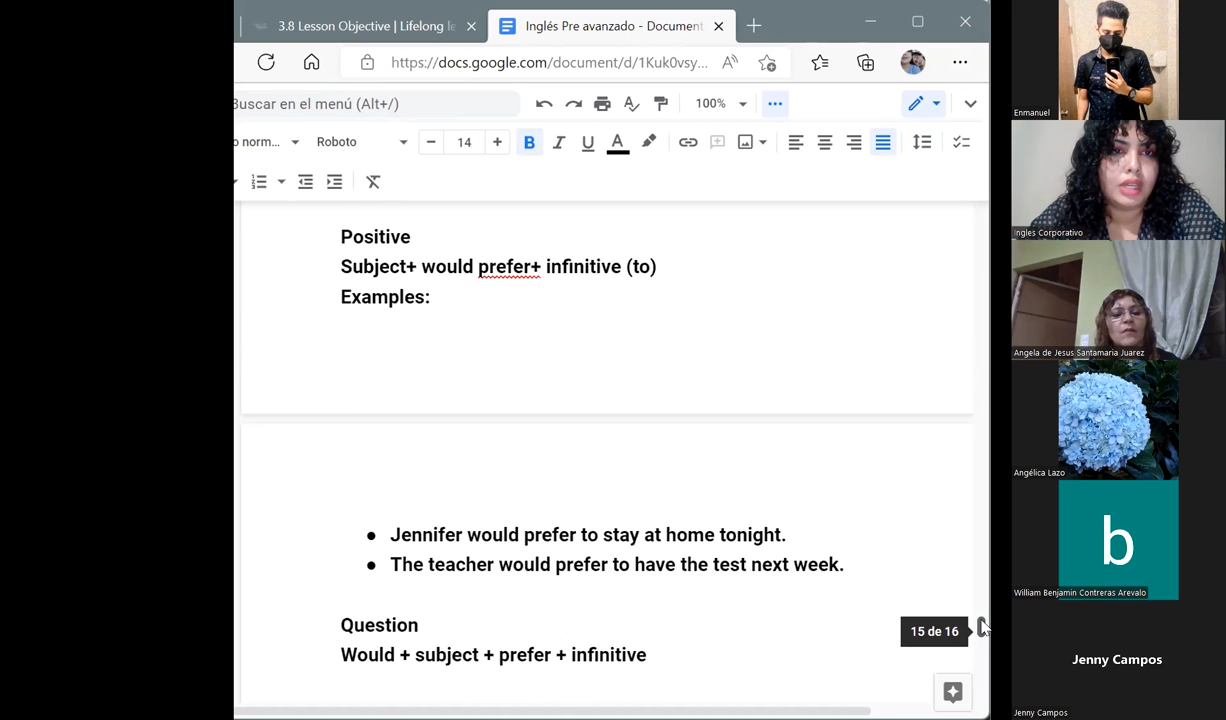 3.8 Lesson Objective | Lifelong le
Inglés Pre avanzado - Document
https://docs.google.com/document/d/1Kuk0vsy...
Buscar en el menú (Alt+/)
100%
o norm...
Roboto
14
Positive
Subject+ would prefer+ infinitive (to)
Examples:
Jennifer would prefer to stay at home tonight.
The teacher would prefer to have the test next week.
Question
Would + subject + prefer + infinitive
15 de 16
Enmanuel
Ingles Corporativo
Angela de Jesus Santamaria Juarez
Angélica Lazo
b
William Benjamin Contreras Arevalo
Jenny Campos
Jenny Campos